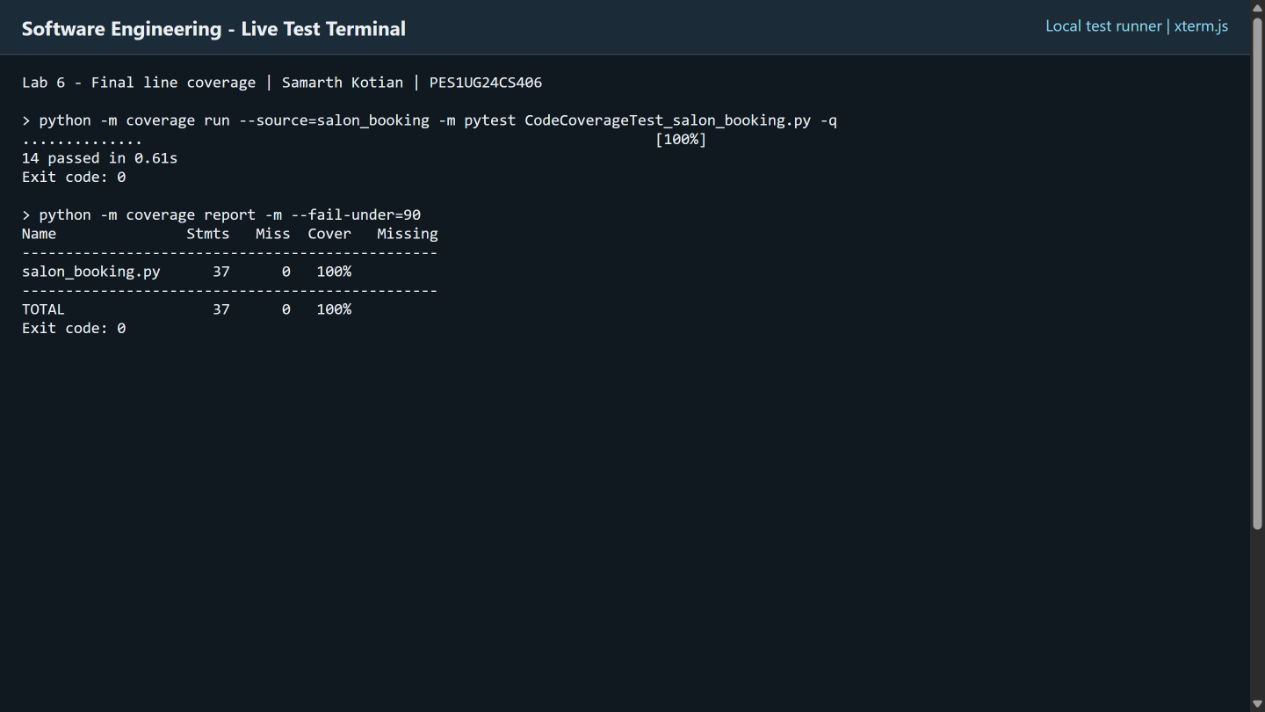 Software Engineering - Live Test Terminal
Local test runner | xterm.js
Lab 6 - Final line coverage | Samarth Kotian | PES1UG24CS406
> python -m coverage run --source=salon_booking -m pytest CodeCoverageTest_salon_booking.py -q
.............. [100%]
14 passed in 0.61s
Exit code: 0
> python -m coverage report -m --fail-under=90
Name Stmts Miss Cover Missing
------------------------------------------------
salon_booking.py 37 0 100%
------------------------------------------------
TOTAL 37 0 100%
Exit code: 0